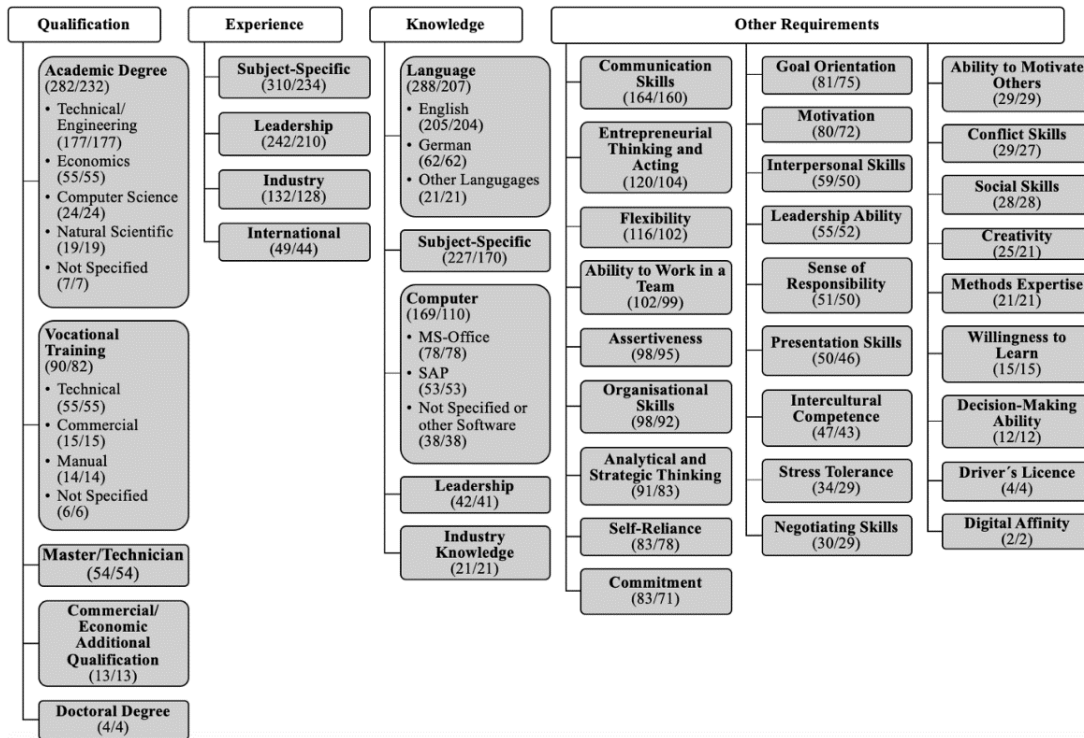 Qualification
Academic Degree
(282/232)
• Technical/
Engineering
(177/177)
• Economics
(55/55)
• Computer Science
(24/24)
• Natural Scientific
(19/19)
• Not Specified
(7/7)
Vocational
Training
(90/82)
• Technical
(55/55)
• Commercial
(15/15)
• Manual
(14/14)
• Not Specified
(6/6)
Master/Technician
(54/54)
Commercial/
Economic
Additional
Qualification
(13/13)
Doctoral Degree
(4/4)
Experience
Subject-Specific
(310/234)
Leadership
(242/210)
Industry
(132/128)
International
(49/44)
Knowledge
Language
(288/207)
• English
(205/204)
• German
(62/62)
• Other Langugages
(21/21)
Subject-Specific
(227/170)
Computer
(169/110)
• MS-Office
(78/78)
• SAP
(53/53)
• Not Specified or
other Software
(38/38)
Leadership
(42/41)
Industry
Knowledge
(21/21)
Other Requirements
Communication
Skills
(164/160)
Entrepreneurial
Thinking and
Acting
(120/104)
Flexibility
(116/102)
Ability to Work in a
Team
(102/99)
Assertiveness
(98/95)
Organisational
Skills
(98/92)
Analytical and
Strategic Thinking
(91/83)
Self-Reliance
(83/78)
Commitment
(83/71)
Goal Orientation
(81/75)
Motivation
(80/72)
Interpersonal Skills
(59/50)
Leadership Ability
(55/52)
Sense of
Responsibility
(51/50)
Presentation Skills
(50/46)
Intercultural
Competence
(47/43)
Stress Tolerance
(34/29)
Negotiating Skills
(30/29)
Ability to Motivate
Others
(29/29)
Conflict Skills
(29/27)
Social Skills
(28/28)
Creativity
(25/21)
Methods Expertise
(21/21)
Willingness to
Learn
(15/15)
Decision-Making
Ability
(12/12)
Driver´s Licence
(4/4)
Digital Affinity
(2/2)